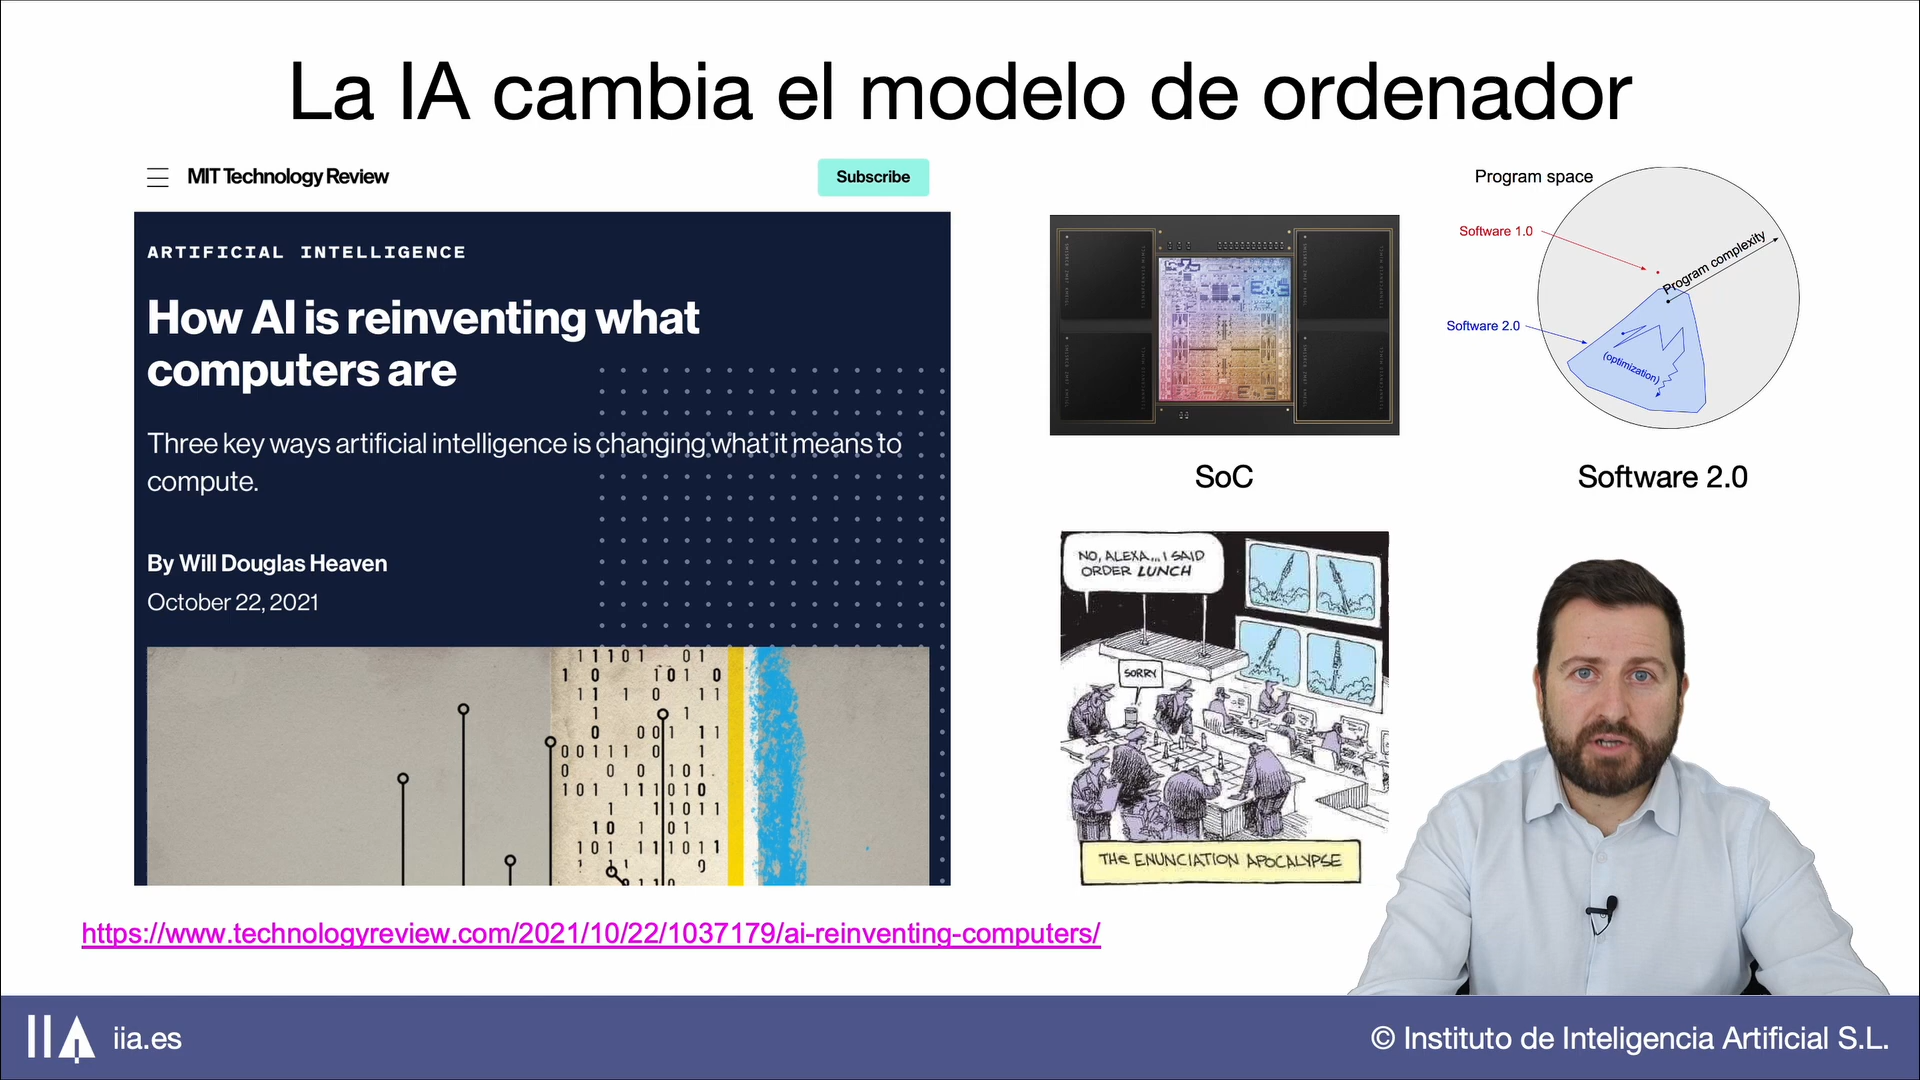 La IA cambia el modelo de ordenador
MIT Technology Review
Subscribe
ARTIFICIAL INTELLIGENCE
How AI is reinventing what
computers are
Three key ways artificial intelligence is changing what it means to
compute.
By Will Douglas Heaven
October 22, 2021
SoC
Program space
Software 1.0
Program complexity
Software 2.0
(optimization)
Software 2.0
NO, ALEXA... I SAID
ORDER LUNCH
SORRY
THE ENUNCIATION APOCALYPSE
https://www.technologyreview.com/2021/10/22/1037179/ai-reinventing-computers/
IIA iia.es
© Instituto de Inteligencia Artificial S.L.